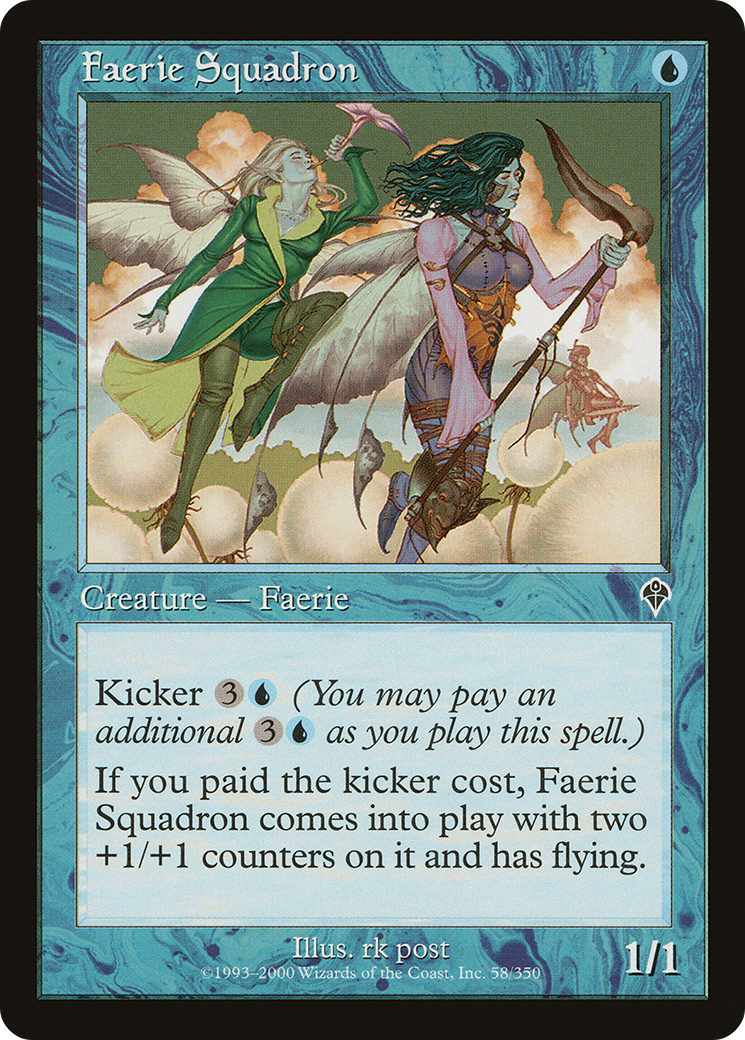 Faerie Squadron
Creature — Faerie
Kicker 3 (You may pay an
additional 3 as you play this spell.)
If you paid the kicker cost, Faerie
Squadron comes into play with two
+1/+1 counters on it and has flying.
Illus. rk post
©1993–2000 Wizards of the Coast, Inc. 58/350
1/1